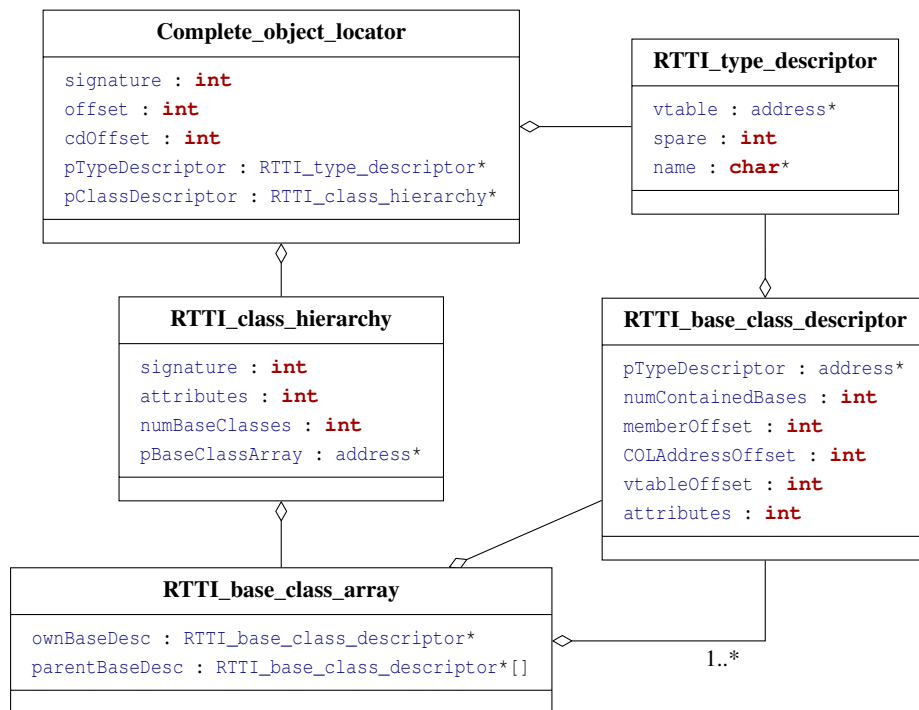 Complete_object_locator
signature : int
offset : int
cdOffset : int
pTypeDescriptor : RTTI_type_descriptor*
pClassDescriptor : RTTI_class_hierarchy*
RTTI_type_descriptor
vtable : address*
spare : int
name : char*
RTTI_class_hierarchy
signature : int
attributes : int
numBaseClasses : int
pBaseClassArray : address*
RTTI_base_class_descriptor
pTypeDescriptor : address*
numContainedBases : int
memberOffset : int
COLAddressOffset : int
vtableOffset : int
attributes : int
RTTI_base_class_array
ownBaseDesc : RTTI_base_class_descriptor*
parentBaseDesc : RTTI_base_class_descriptor*[]
1..*